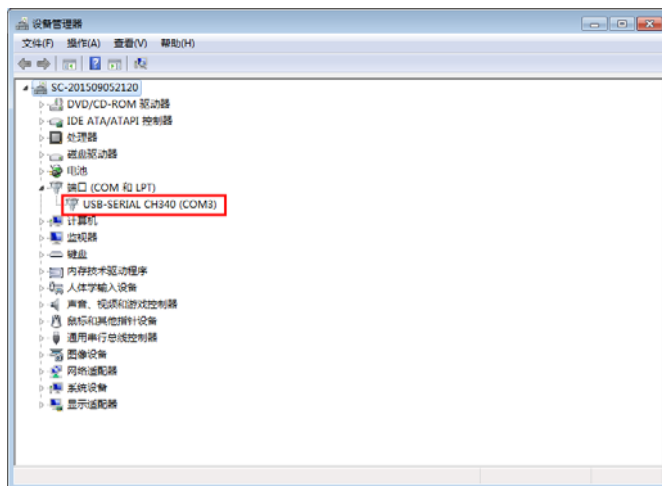 设备管理器
文件(F) 操作(A) 查看(V) 帮助(H)
SC-201509052120
DVD/CD-ROM 驱动器
IDE ATA/ATAPI 控制器
处理器
磁盘驱动器
电池
端口 (COM 和 LPT)
USB-SERIAL CH340 (COM3)
计算机
监视器
键盘
内存技术驱动程序
人体学输入设备
声音、视频和游戏控制器
鼠标和其他指针设备
通用串行总线控制器
图像设备
网络适配器
系统设备
显示适配器